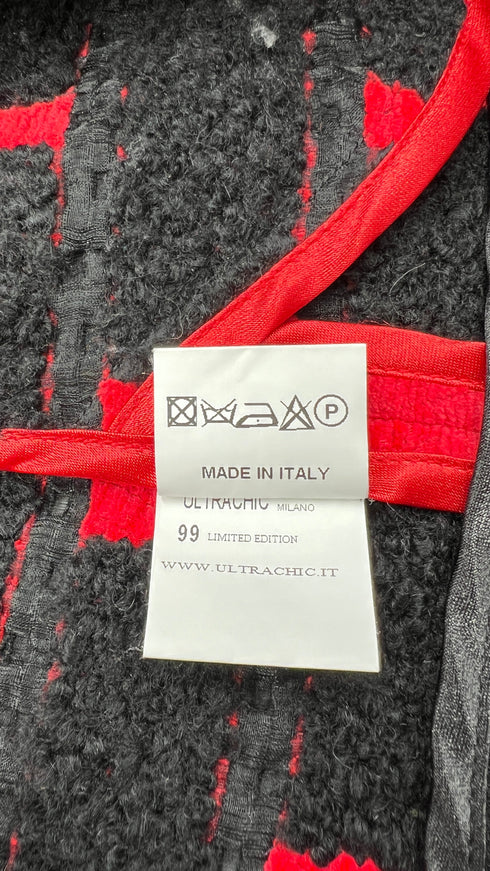 P
MADE IN ITALY
ULTRACHIC MILANO
99 LIMITED EDITION
WWW.ULTRACHIC.IT